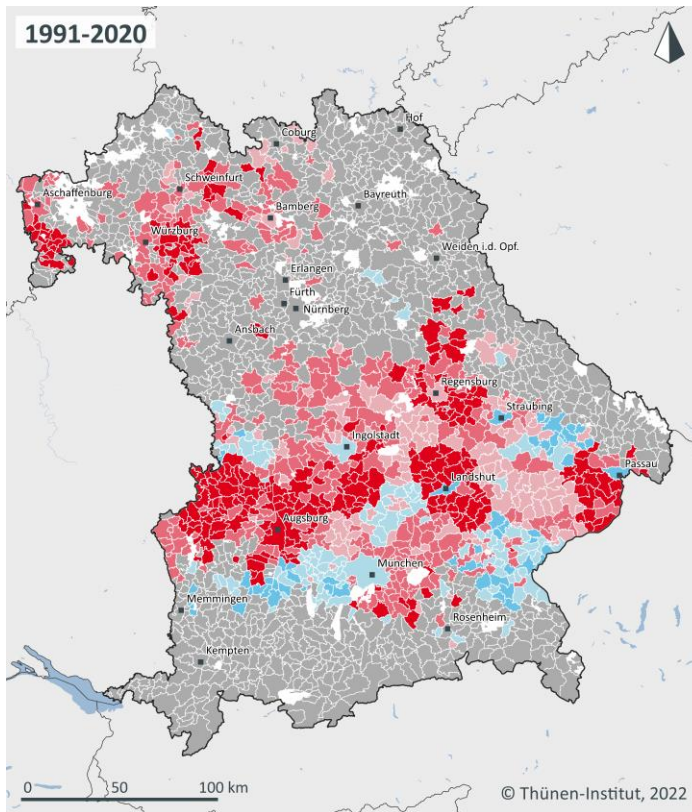 1991-2020
Hof
Coburg
Schweinfurt
Aschaffenburg
Bayreuth
Bamberg
Würzburg
Weiden i.d. Opf.
Erlangen
Fürth
Nürnberg
Ansbach
Regensburg
Straubing
Ingolstadt
Passau
Landshut
Augsburg
München
Memmingen
Rosenheim
Kempten
0 50 100 km
© Thünen-Institut, 2022